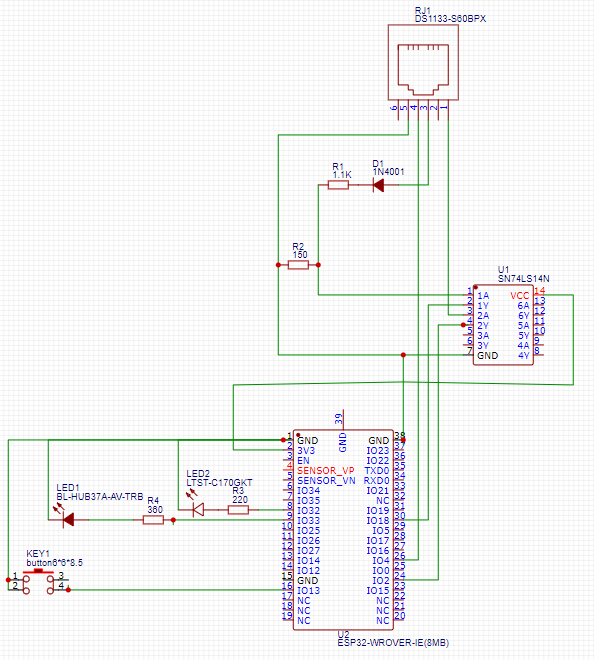 RJ1
DS1133-S60BPX
6 5 4 3 2 1
R1
1.1K
D1
1N4001
R2
150
U1
SN74LS14N
1 1A VCC 14
2 1Y 6A 13
3 2A 6Y 12
4 2Y 5A 11
5 3A 5Y 10
6 3Y 4A 9
7 GND 4Y 8
39
GND
1 GND GND 38
2 3V3 IO23 37
3 EN IO22 36
4 SENSOR_VP TXD0 35
5 SENSOR_VN RXD0 34
6 IO34 IO21 33
7 IO35 NC 32
8 IO32 IO19 31
9 IO33 IO18 30
10 IO25 IO5 29
11 IO26 IO17 28
12 IO27 IO16 27
13 IO14 IO4 26
14 IO12 IO0 25
15 GND IO2 24
16 IO13 IO15 23
17 NC NC 22
18 NC NC 21
19 NC NC 20
U2
ESP32-WROVER-IE(8MB)
LED1
BL-HUB37A-AV-TRB
LED2
LTST-C170GKT
R3
220
R4
360
KEY1
button6*6*8.5
1 3
2 4